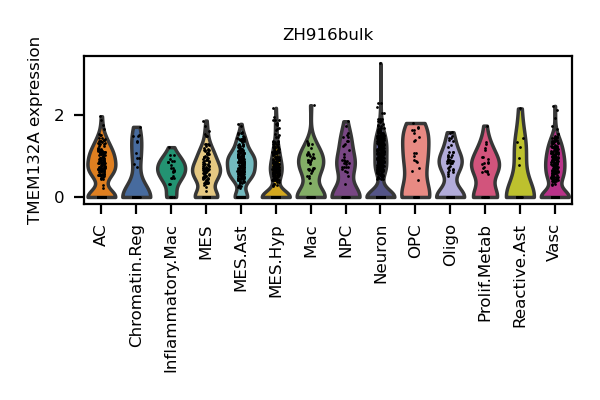 ZH916bulk
TMEM132A expression
2
0
AC
Chromatin.Reg
Inflammatory.Mac
MES
MES.Ast
MES.Hyp
Mac
NPC
Neuron
OPC
Oligo
Prolif.Metab
Reactive.Ast
Vasc